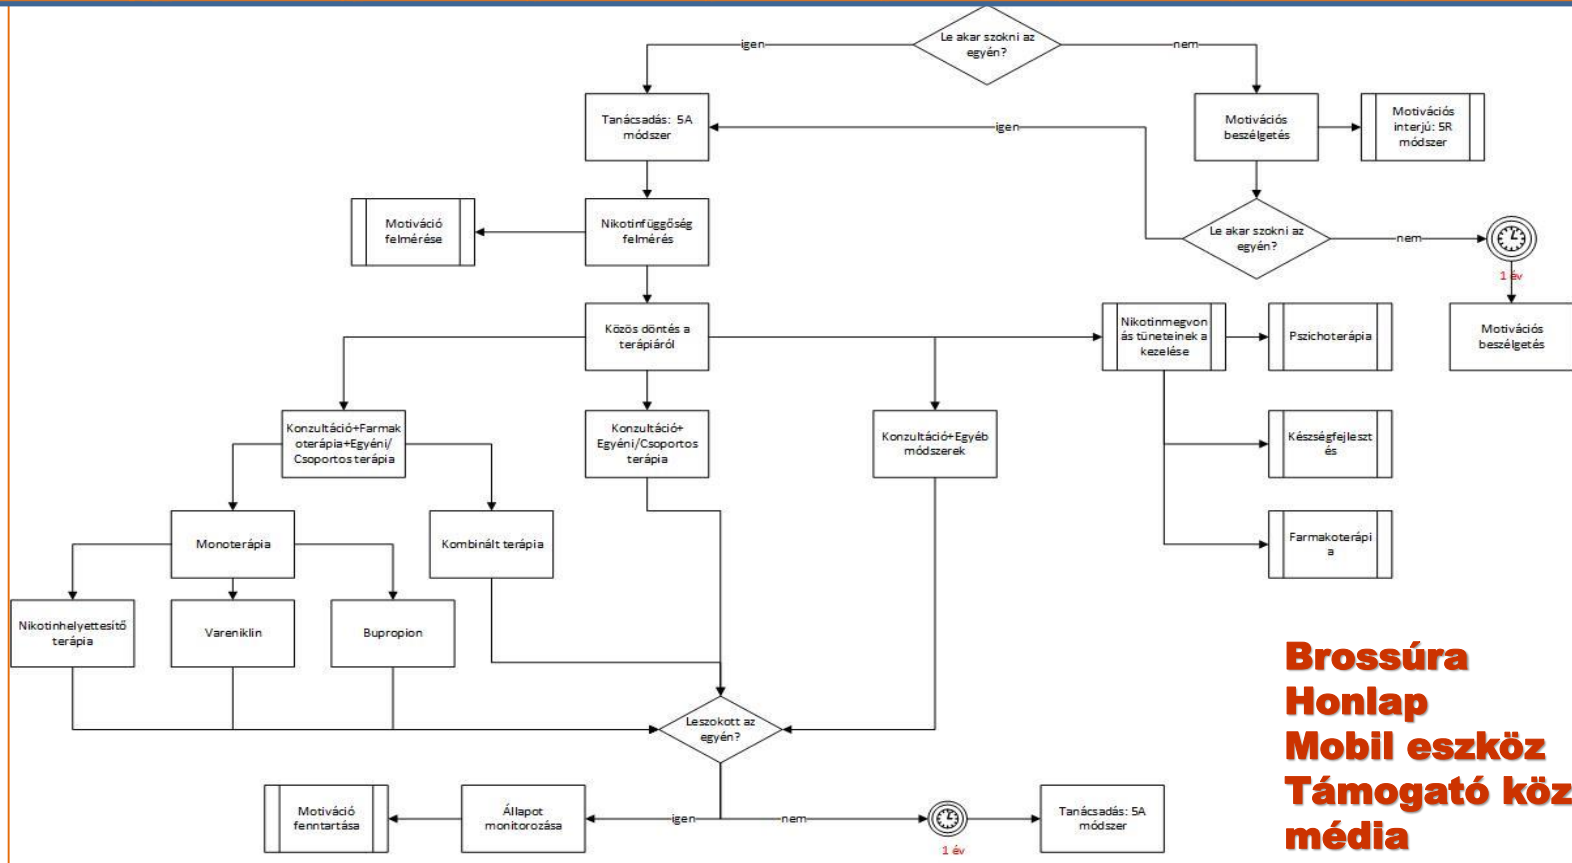 Le akar szokni az
egyén?
igen
nem
Tanácsadás: 5A
módszer
Motivációs
beszélgetés
Motivációs
interjú: 5R
módszer
igen
Motiváció
felmérése
Nikotinfüggőség
felmérés
Le akar szokni az
egyén?
nem
1 év
Közös döntés a
terápiáról
Nikotinmegvon
ás tüneteinek a
kezelése
Pszichoterápia
Motivációs
beszélgetés
Konzultáció+Farmak
oterápia+Egyéni/
Csoportos terápia
Konzultáció+
Egyéni/Csoportos
terápia
Konzultáció+Egyéb
módszerek
Készségfejleszt
és
Monoterápia
Kombinált terápia
Farmakoterápi
a
Nikotinhelyettesítő
terápia
Vareniklin
Bupropion
Leszokott az
egyén?
Brossúra
Honlap
Mobil eszköz
Támogató köz
média
Motiváció
fenntartása
Állapot
monitorozása
igen
nem
1 év
Tanácsadás: 5A
módszer